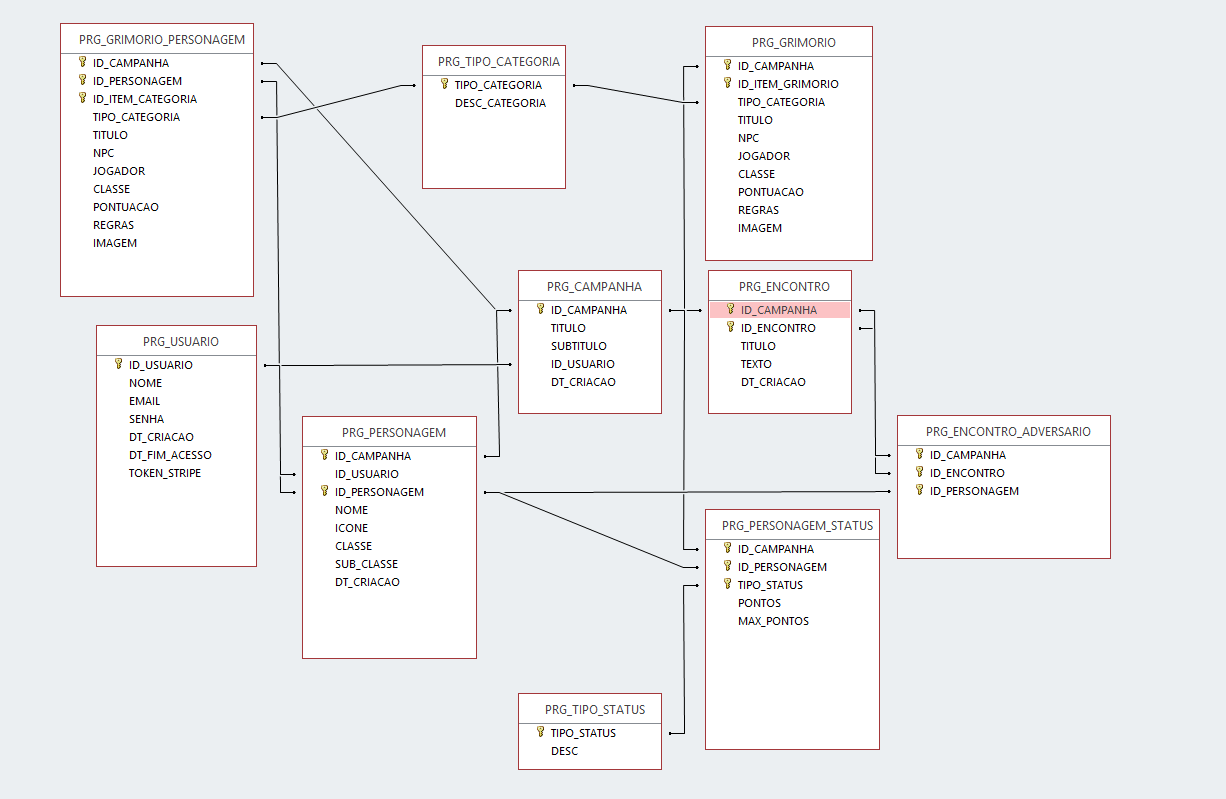 PRG_GRIMORIO_PERSONAGEM
ID_CAMPANHA
ID_PERSONAGEM
ID_ITEM_CATEGORIA
TIPO_CATEGORIA
TITULO
NPC
JOGADOR
CLASSE
PONTUACAO
REGRAS
IMAGEM
PRG_TIPO_CATEGORIA
TIPO_CATEGORIA
DESC_CATEGORIA
PRG_GRIMORIO
ID_CAMPANHA
ID_ITEM_GRIMORIO
TIPO_CATEGORIA
TITULO
NPC
JOGADOR
CLASSE
PONTUACAO
REGRAS
IMAGEM
PRG_CAMPANHA
ID_CAMPANHA
TITULO
SUBTITULO
ID_USUARIO
DT_CRIACAO
PRG_ENCONTRO
ID_CAMPANHA
ID_ENCONTRO
TITULO
TEXTO
DT_CRIACAO
PRG_USUARIO
ID_USUARIO
NOME
EMAIL
SENHA
DT_CRIACAO
DT_FIM_ACESSO
TOKEN_STRIPE
PRG_PERSONAGEM
ID_CAMPANHA
ID_USUARIO
ID_PERSONAGEM
NOME
ICONE
CLASSE
SUB_CLASSE
DT_CRIACAO
PRG_ENCONTRO_ADVERSARIO
ID_CAMPANHA
ID_ENCONTRO
ID_PERSONAGEM
PRG_PERSONAGEM_STATUS
ID_CAMPANHA
ID_PERSONAGEM
TIPO_STATUS
PONTOS
MAX_PONTOS
PRG_TIPO_STATUS
TIPO_STATUS
DESC